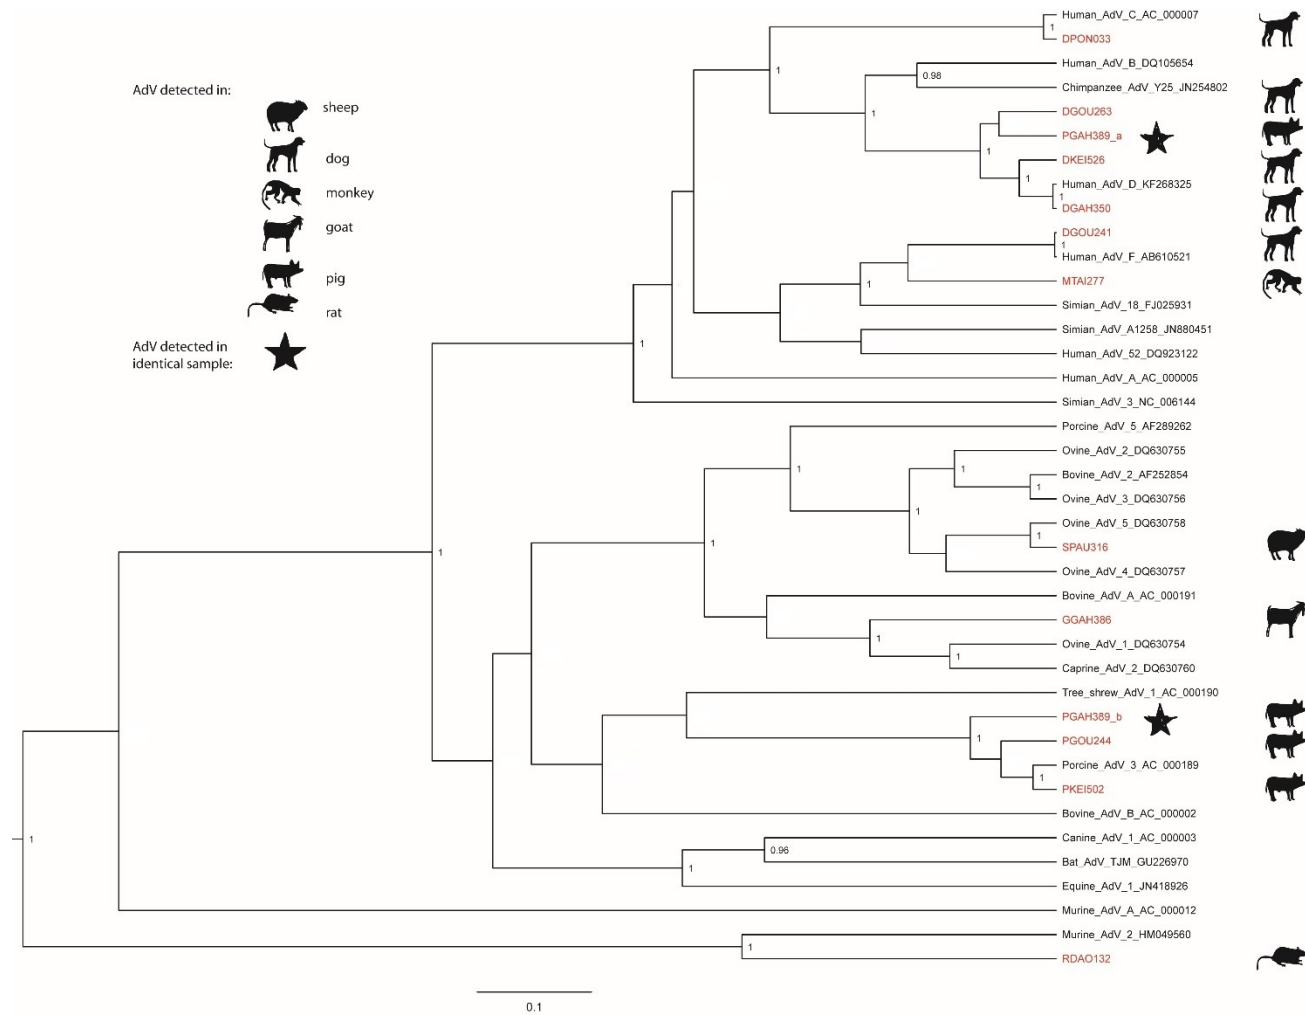 AdV detected in:
sheep
dog
monkey
goat
pig
rat
AdV detected in
identical sample:
Human_AdV_C_AC_000007
1
DPON033
Human_AdV_B_DQ105654
1
0.98
Chimpanzee_AdV_Y25_JN254802
DGOU263
1
PGAH389_a
1
DKEI526
1
Human_AdV_D_KF268325
1
DGAH350
DGOU241
1
Human_AdV_F_AB610521
MTAI277
1
Simian_AdV_18_FJ025931
Simian_AdV_A1258_JN880451
1
Human_AdV_52_DQ923122
Human_AdV_A_AC_000005
Simian_AdV_3_NC_006144
Porcine_AdV_5_AF289262
Ovine_AdV_2_DQ630755
1
1
Bovine_AdV_2_AF252854
1
Ovine_AdV_3_DQ630756
1
Ovine_AdV_5_DQ630758
1
1
SPAU316
1
Ovine_AdV_4_DQ630757
Bovine_AdV_A_AC_000191
GGAH386
1
Ovine_AdV_1_DQ630754
1
Caprine_AdV_2_DQ630760
Tree_shrew_AdV_1_AC_000190
PGAH389_b
1
PGOU244
Porcine_AdV_3_AC_000189
1
PKEI502
Bovine_AdV_B_AC_000002
Canine_AdV_1_AC_000003
1
0.96
Bat_AdV_TJM_GU226970
1
Equine_AdV_1_JN418926
Murine_AdV_A_AC_000012
Murine_AdV_2_HM049560
1
RDAO132
0.1